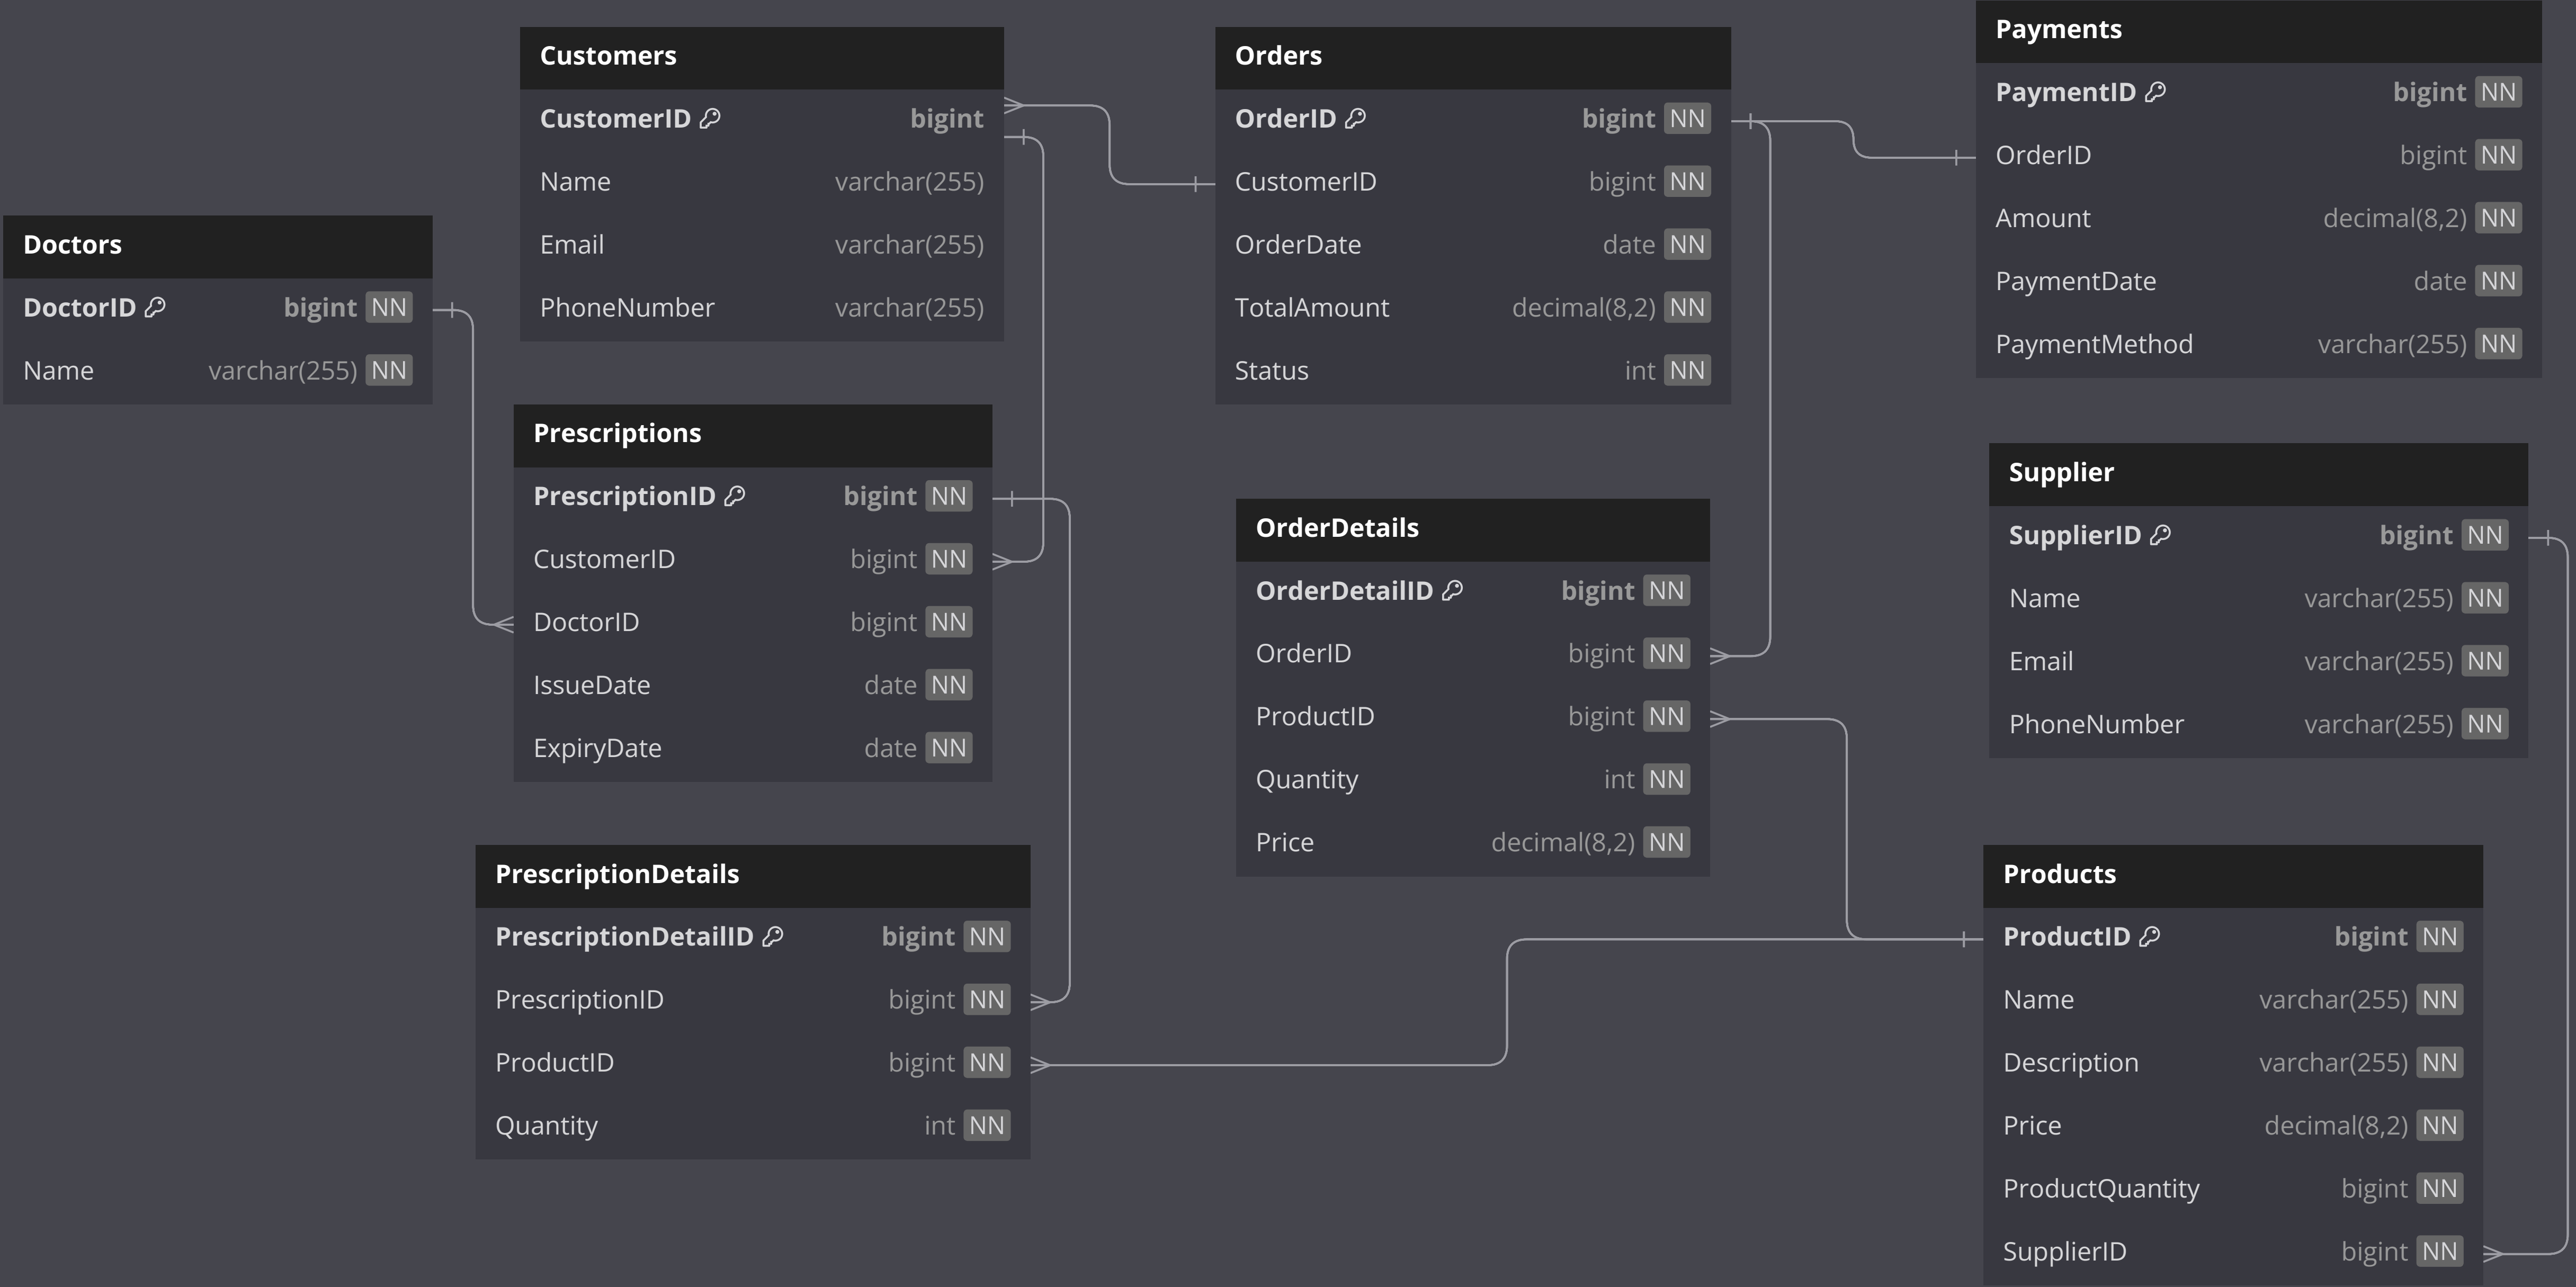 Customers
CustomerID bigint
Name varchar(255)
Email varchar(255)
PhoneNumber varchar(255)
Orders
OrderID bigint NN
CustomerID bigint NN
OrderDate date NN
TotalAmount decimal(8,2) NN
Status int NN
Payments
PaymentID bigint NN
OrderID bigint NN
Amount decimal(8,2) NN
PaymentDate date NN
PaymentMethod varchar(255) NN
Doctors
DoctorID bigint NN
Name varchar(255) NN
Prescriptions
PrescriptionID bigint NN
CustomerID bigint NN
DoctorID bigint NN
IssueDate date NN
ExpiryDate date NN
OrderDetails
OrderDetailID bigint NN
OrderID bigint NN
ProductID bigint NN
Quantity int NN
Price decimal(8,2) NN
Supplier
SupplierID bigint NN
Name varchar(255) NN
Email varchar(255) NN
PhoneNumber varchar(255) NN
PrescriptionDetails
PrescriptionDetailID bigint NN
PrescriptionID bigint NN
ProductID bigint NN
Quantity int NN
Products
ProductID bigint NN
Name varchar(255) NN
Description varchar(255) NN
Price decimal(8,2) NN
ProductQuantity bigint NN
SupplierID bigint NN